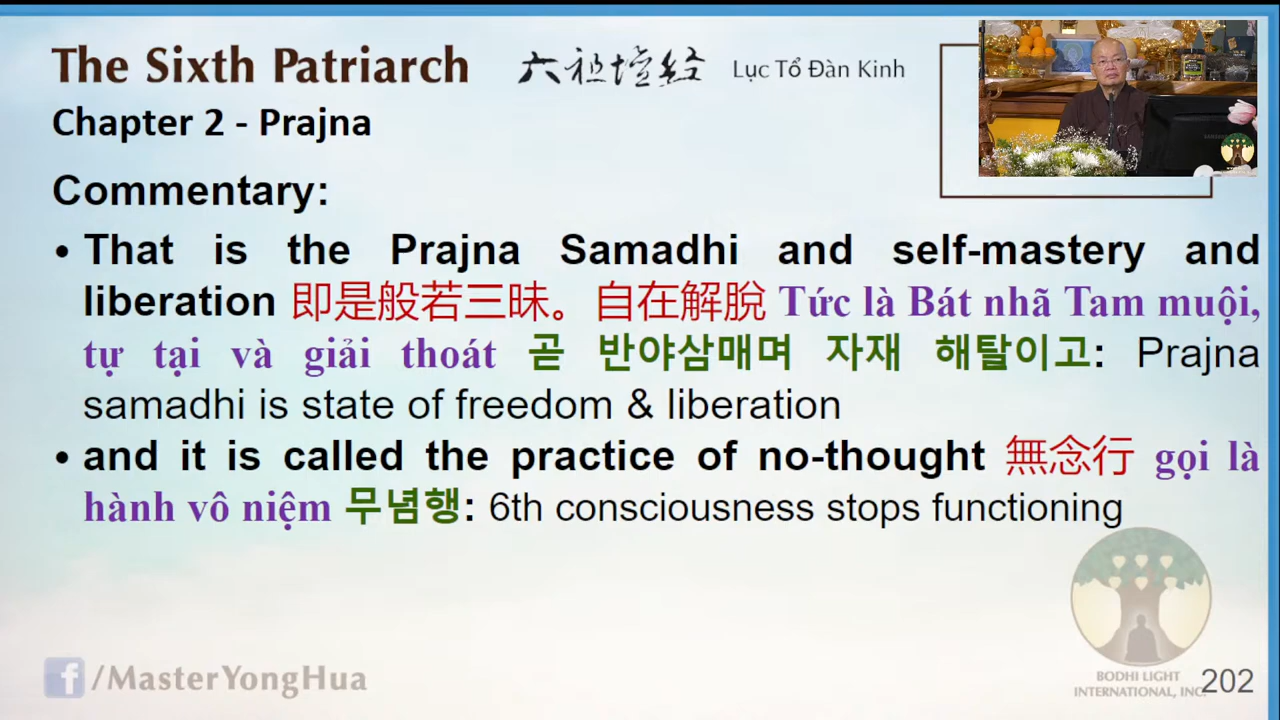 The Sixth Patriarch 六祖壇经 Lục Tổ Đàn Kinh
Chapter 2 - Prajna
Commentary:
• That is the Prajna Samadhi and self-mastery and
liberation 即是般若三昧。自在解脫 Tức là Bát nhã Tam muội,
tự tại và giải thoát 곧 반야삼매며 자재 해탈이고: Prajna
samadhi is state of freedom & liberation
• and it is called the practice of no-thought 無念行 gọi là
hành vô niệm 무념행: 6th consciousness stops functioning
f/MasterYongHua
BODHI LIGHT
INTERNATIONAL, INC.
202